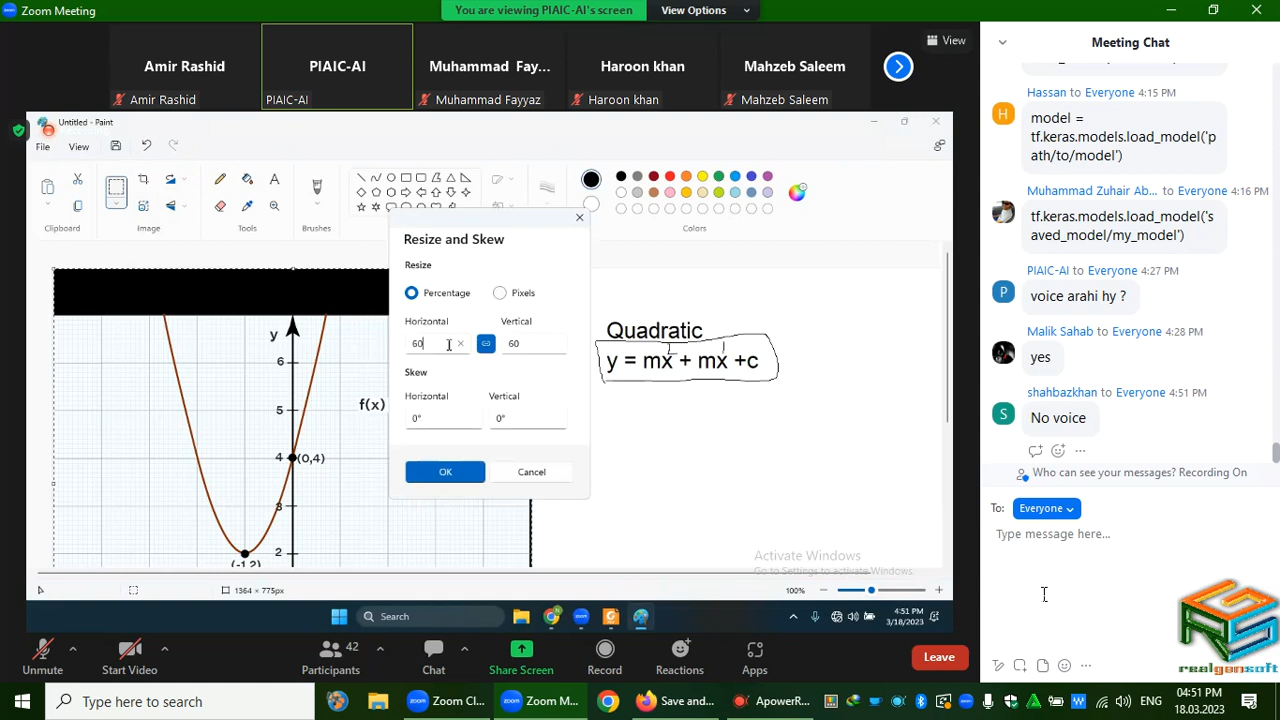 Zoom Meeting
You are viewing PIAIC-AI's screen
View Options
Amir Rashid
PIAIC-AI
Muhammad Fay...
Haroon khan
Mahzeb Saleem
View
Amir Rashid
PIAIC-AI
Muhammad Fayyaz
Haroon khan
Mahzeb Saleem
Untitled - Paint
File
View
Clipboard
Image
Tools
Brushes
Colors
Resize and Skew
Resize
Percentage
Pixels
Horizontal
Vertical
60
60
Skew
Horizontal
Vertical
0°
0°
OK
Cancel
y
6
5
f(x)
4
(0,4)
3
2
(-1,2)
Quadratic
y = mx + mx +c
Activate Windows
Go to Settings to activate Windows.
1364 × 775px
100%
Search
4:51 PM
3/18/2023
Unmute
Start Video
42
Participants
Chat
Share Screen
Record
Reactions
Apps
Leave
Meeting Chat
Hassan to Everyone 4:15 PM
H
model =
tf.keras.models.load_model('p
ath/to/model')
Muhammad Zuhair Ab... to Everyone 4:16 PM
tf.keras.models.load_model('s
aved_model/my_model')
PIAIC-AI to Everyone 4:27 PM
P
voice arahi hy ?
Malik Sahab to Everyone 4:28 PM
yes
shahbazkhan to Everyone 4:51 PM
S
No voice
Who can see your messages? Recording On
To: Everyone
Type message here...
realgensoft
Type here to search
Zoom Cl...
Zoom M...
Save and...
ApowerR...
ENG
04:51 PM
18.03.2023